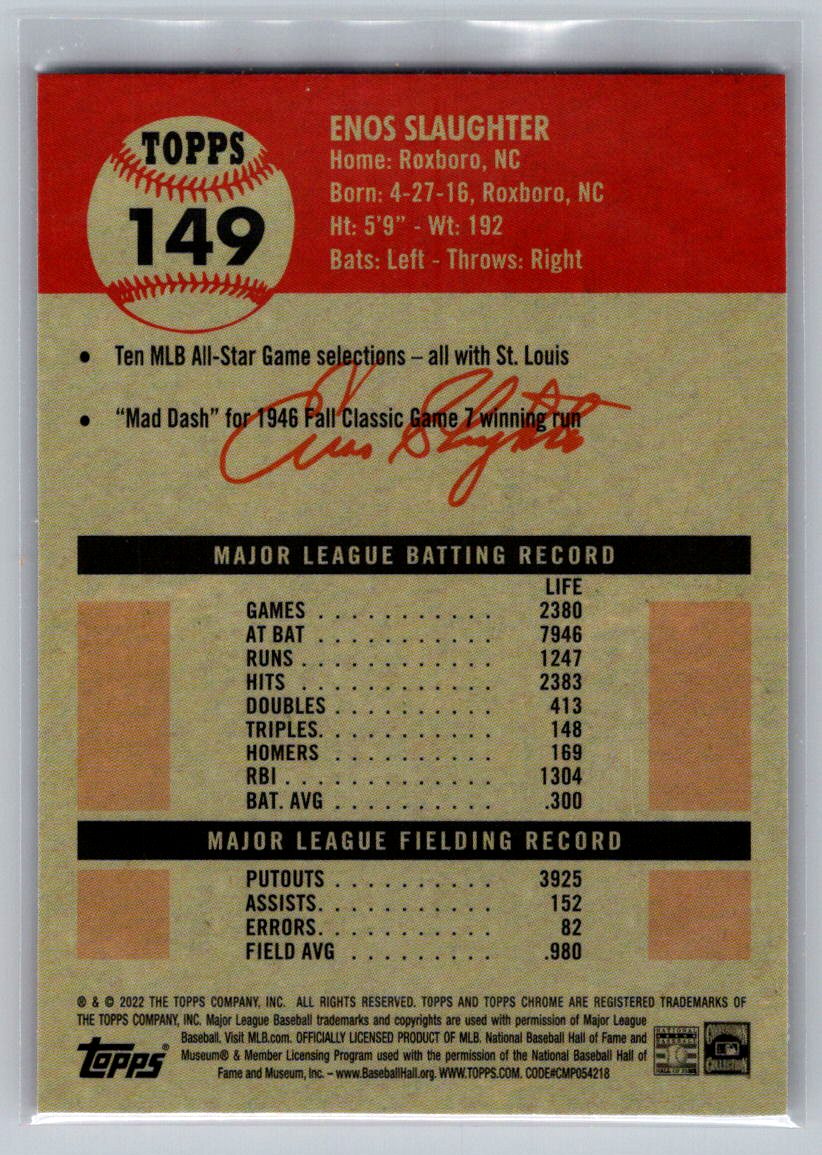 TOPPS
149
ENOS SLAUGHTER
Home: Roxboro, NC
Born: 4-27-16, Roxboro, NC
Ht: 5'9" - Wt: 192
Bats: Left - Throws: Right
• Ten MLB All-Star Game selections – all with St. Louis
• "Mad Dash" for 1946 Fall Classic Game 7 winning run
Enos Slaughter
MAJOR LEAGUE BATTING RECORD
LIFE
GAMES . . . . . . . . . . . 2380
AT BAT . . . . . . . . . . . 7946
RUNS . . . . . . . . . . . . 1247
HITS . . . . . . . . . . . . 2383
DOUBLES . . . . . . . . . . 413
TRIPLES. . . . . . . . . . . 148
HOMERS . . . . . . . . . . 169
RBI . . . . . . . . . . . . . 1304
BAT. AVG . . . . . . . . . . .300
MAJOR LEAGUE FIELDING RECORD
PUTOUTS . . . . . . . . . . 3925
ASSISTS. . . . . . . . . . . 152
ERRORS. . . . . . . . . . . 82
FIELD AVG . . . . . . . . . .980
® & © 2022 THE TOPPS COMPANY, INC. ALL RIGHTS RESERVED. TOPPS AND TOPPS CHROME ARE REGISTERED TRADEMARKS OF
THE TOPPS COMPANY, INC. Major League Baseball trademarks and copyrights are used with permission of Major League
Baseball. Visit MLB.com. OFFICIALLY LICENSED PRODUCT OF MLB. National Baseball Hall of Fame and
Museum® & Member Licensing Program used with the permission of the National Baseball Hall of
Fame and Museum, Inc. – www.BaseballHall.org. WWW.TOPPS.COM. CODE#CMP054218
Topps®